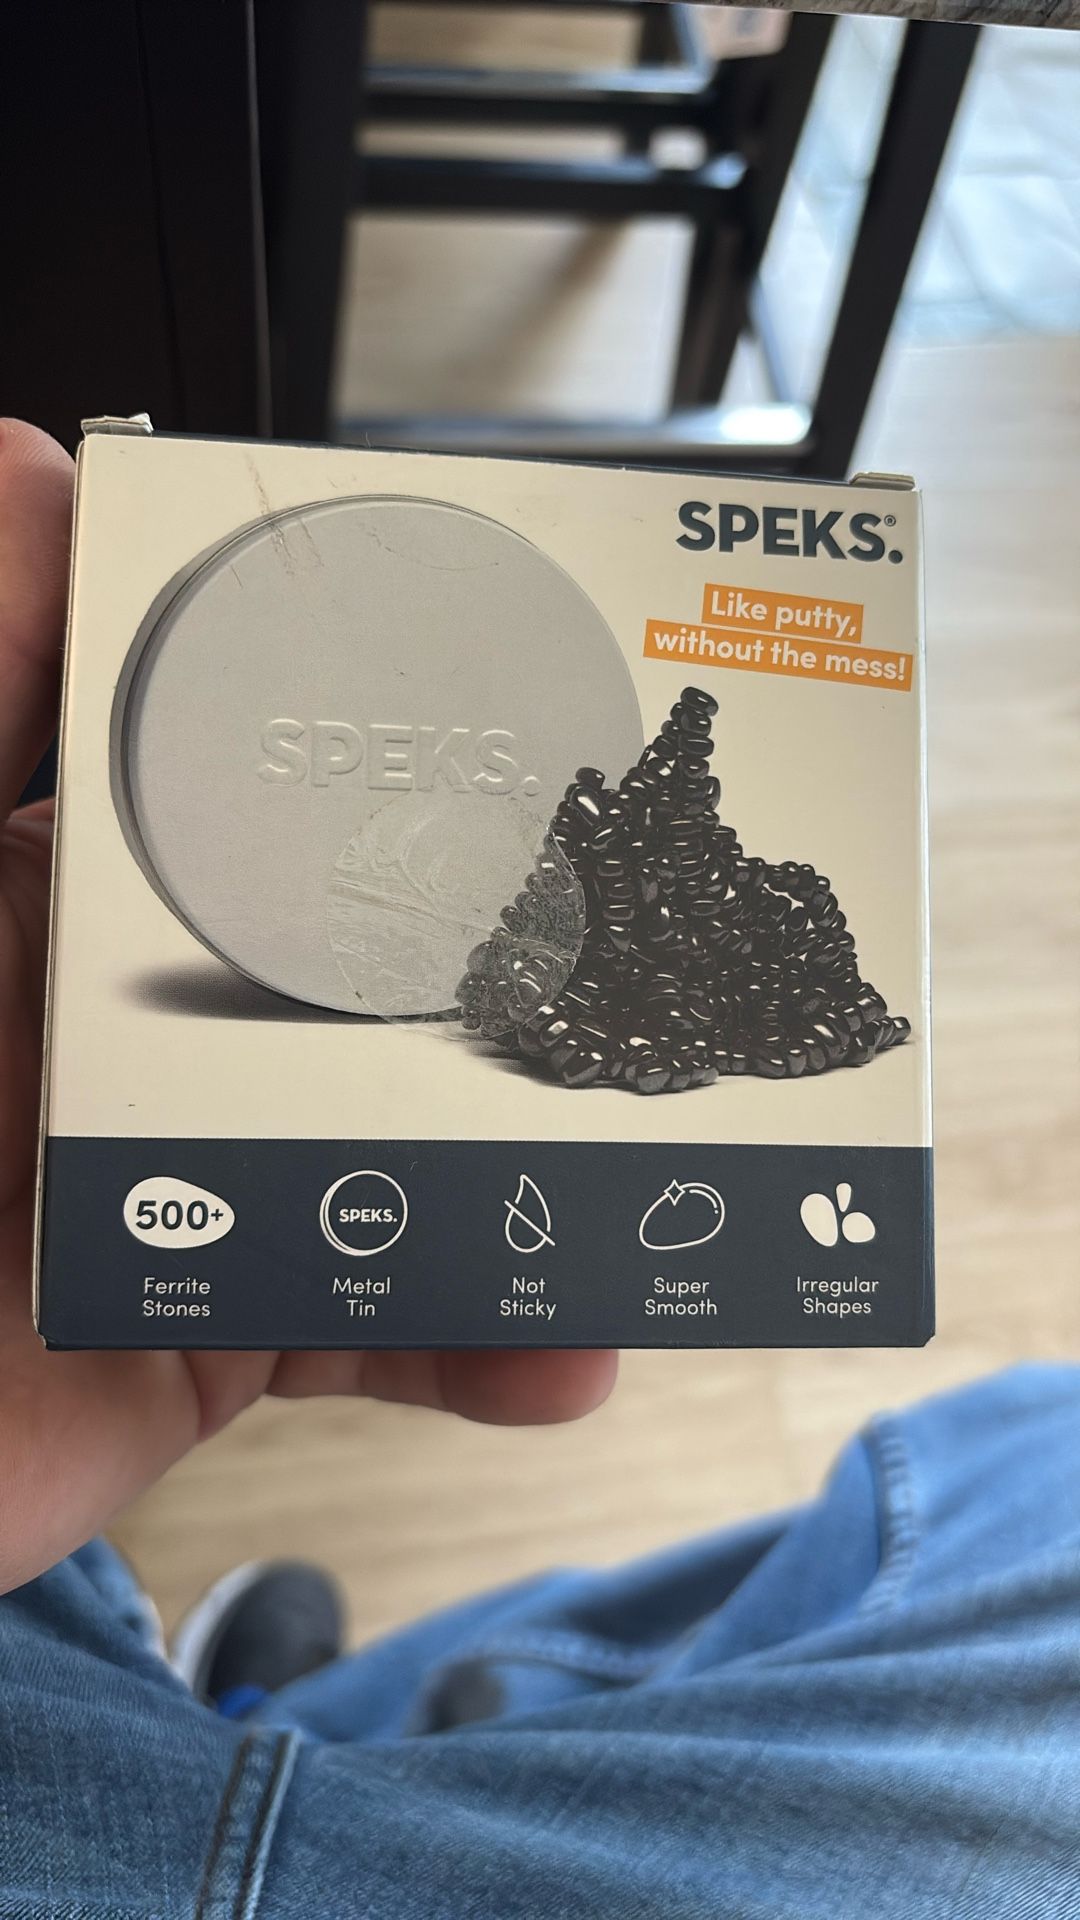 SPEKS®.
Like putty,
without the mess!
SPEKS.
500+
Ferrite
Stones
SPEKS.
Metal
Tin
Not
Sticky
Super
Smooth
Irregular
Shapes